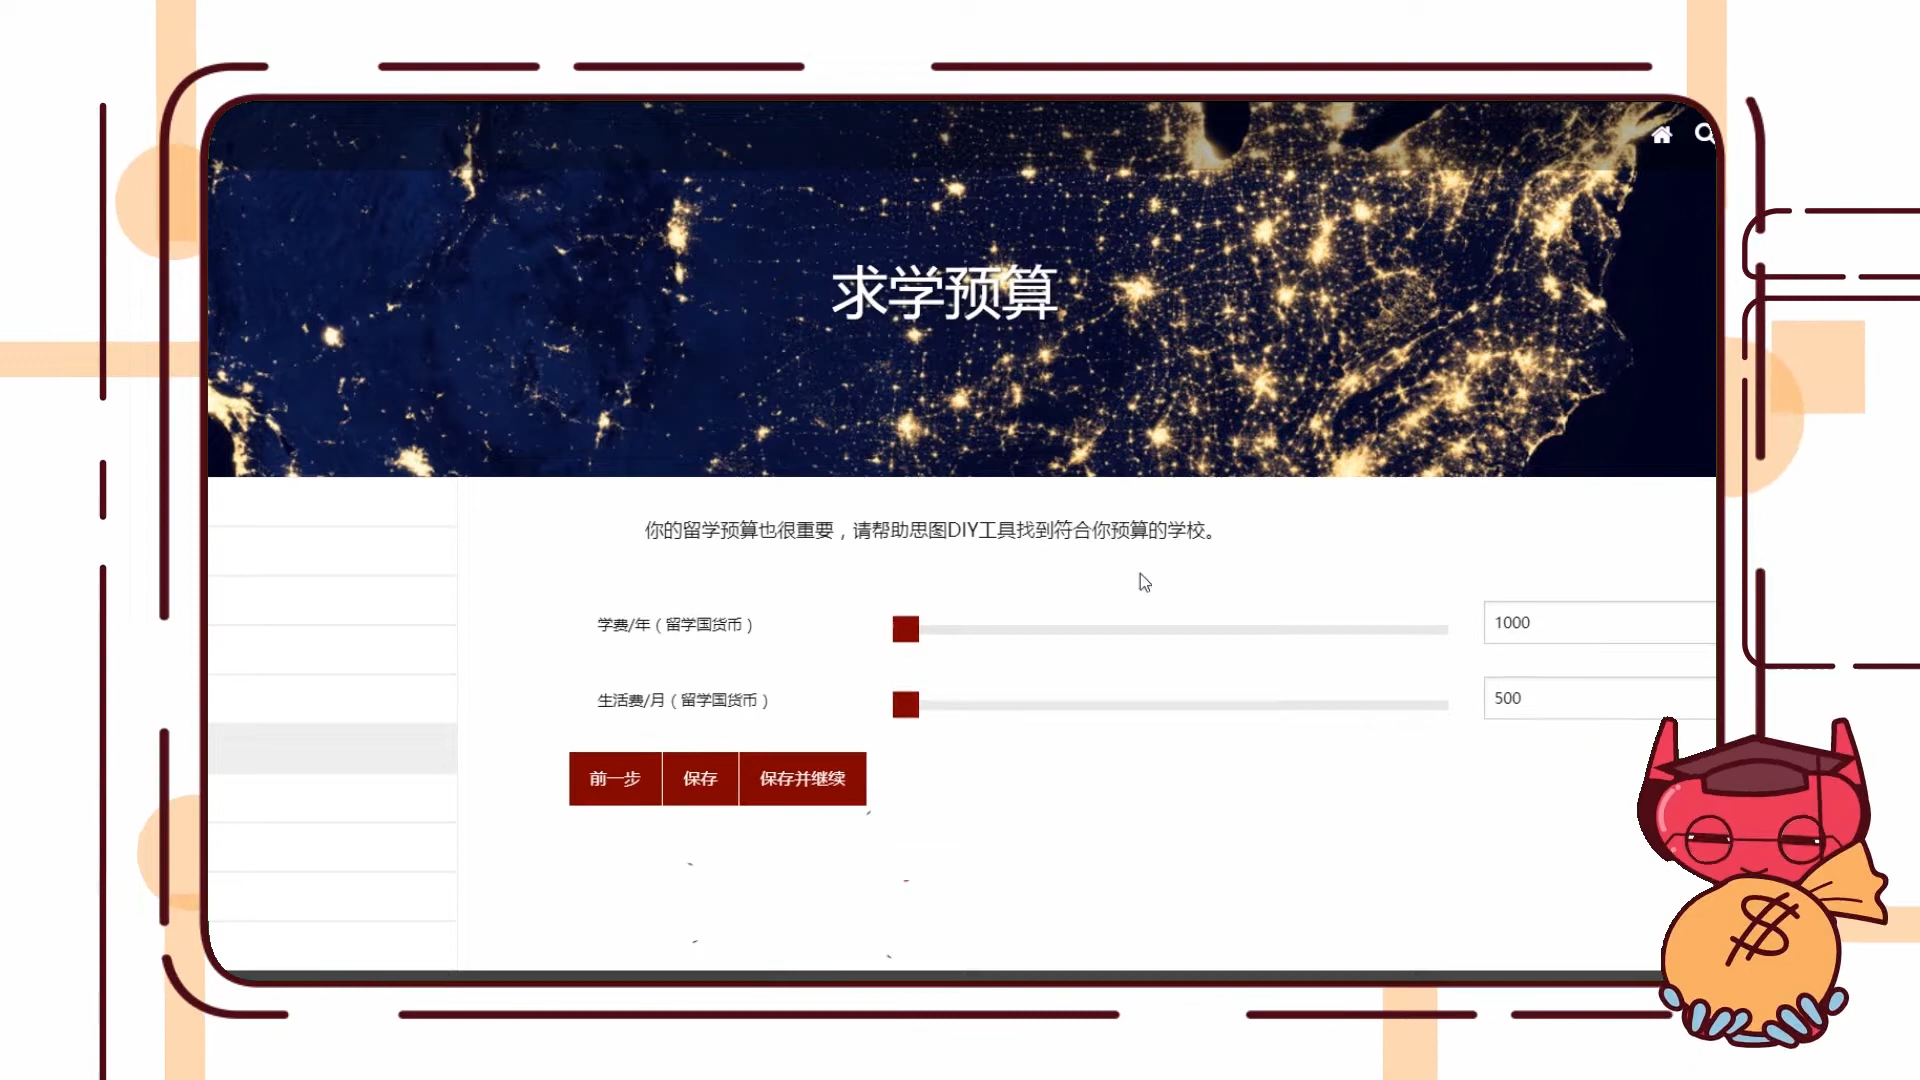 求学预算
你的留学预算也很重要，请帮助思图DIY工具找到符合你预算的学校。
学费/年（留学国货币）
1000
生活费/月（留学国货币）
500
前一步 保存 保存并继续
$